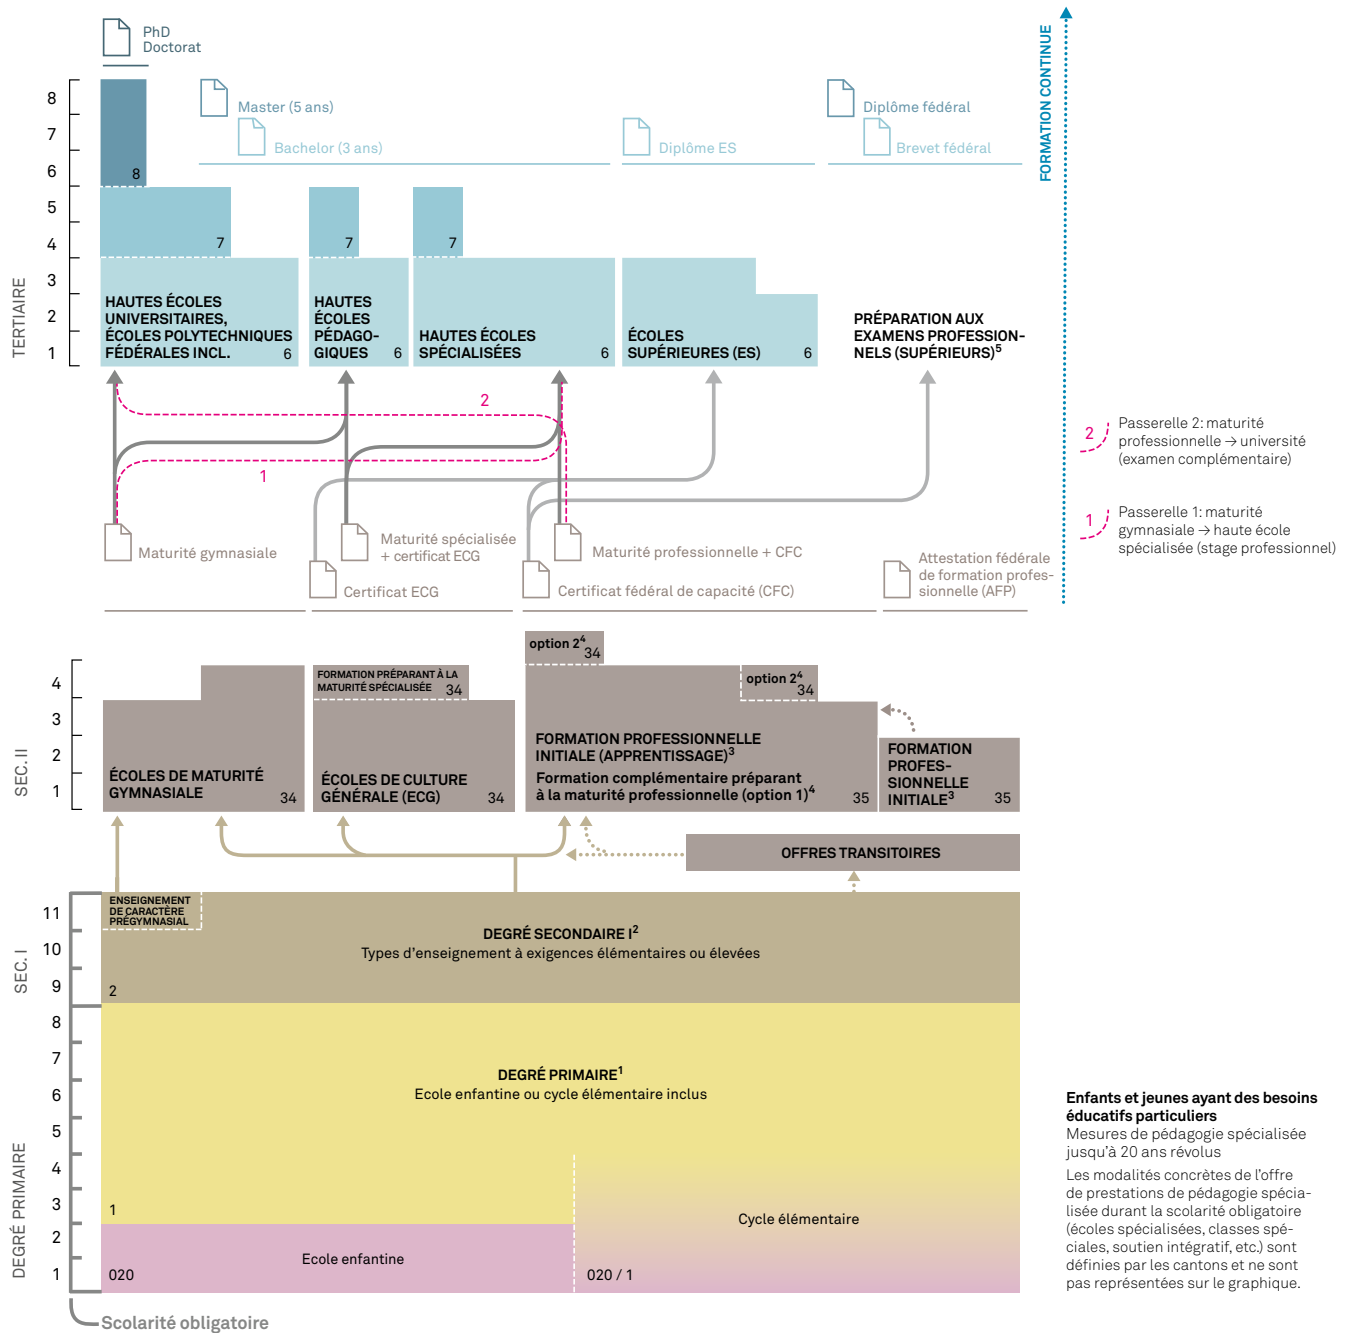 PhD
Doctorat
8
7
6
5
4
3
2
1
TERTIAIRE
Master (5 ans)
Bachelor (3 ans)
Diplôme ES
Diplôme fédéral
Brevet fédéral
FORMATION CONTINUE
8
7
7
7
HAUTES ÉCOLES
UNIVERSITAIRES,
ÉCOLES POLYTECHNIQUES
FÉDÉRALES INCL.
6
HAUTES
ÉCOLES
PÉDAGO-
GIQUES
6
HAUTES ÉCOLES
SPÉCIALISÉES
6
ÉCOLES
SUPÉRIEURES (ES)
6
PRÉPARATION AUX
EXAMENS PROFESSION-
NELS (SUPÉRIEURS)5
2
1
2
Passerelle 2: maturité
professionnelle → université
(examen complémentaire)
1
Passerelle 1: maturité
gymnasiale → haute école
spécialisée (stage professionnel)
Maturité gymnasiale
Maturité spécialisée
+ certificat ECG
Maturité professionnelle + CFC
Certificat ECG
Certificat fédéral de capacité (CFC)
Attestation fédérale
de formation profes-
sionnelle (AFP)
4
3
2
1
SEC. II
ÉCOLES DE MATURITÉ
GYMNASIALE
34
FORMATION PRÉPARANT À LA
MATURITÉ SPÉCIALISÉE
34
ÉCOLES DE CULTURE
GÉNÉRALE (ECG)
34
option 24
34
option 24
34
FORMATION PROFESSIONNELLE
INITIALE (APPRENTISSAGE)3
Formation complémentaire préparant
à la maturité professionnelle (option 1)4
35
FORMATION
PROFES-
SIONNELLE
INITIALE3
35
OFFRES TRANSITOIRES
11
10
9
SEC. I
ENSEIGNEMENT
DE CARACTÈRE
PRÉGYMNASIAL
DEGRÉ SECONDAIRE I2
Types d'enseignement à exigences élémentaires ou élevées
2
8
7
6
5
4
3
2
1
DEGRÉ PRIMAIRE
DEGRÉ PRIMAIRE1
Ecole enfantine ou cycle élémentaire inclus
1
Ecole enfantine
020
Cycle élémentaire
020 / 1
Scolarité obligatoire
Enfants et jeunes ayant des besoins
éducatifs particuliers
Mesures de pédagogie spécialisée
jusqu'à 20 ans révolus
Les modalités concrètes de l'offre
de prestations de pédagogie spécia-
lisée durant la scolarité obligatoire
(écoles spécialisées, classes spé-
ciales, soutien intégratif, etc.) sont
définies par les cantons et ne sont
pas représentées sur le graphique.